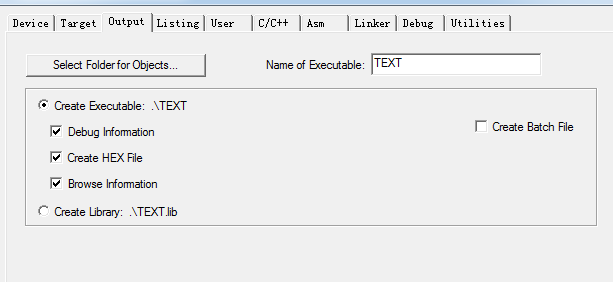 Device Target Output Listing User C/C++ Asm Linker Debug Utilities
Select Folder for Objects... Name of Executable: TEXT
Create Executable: .\TEXT
Debug Information Create Batch File
Create HEX File
Browse Information
Create Library: .\TEXT.lib